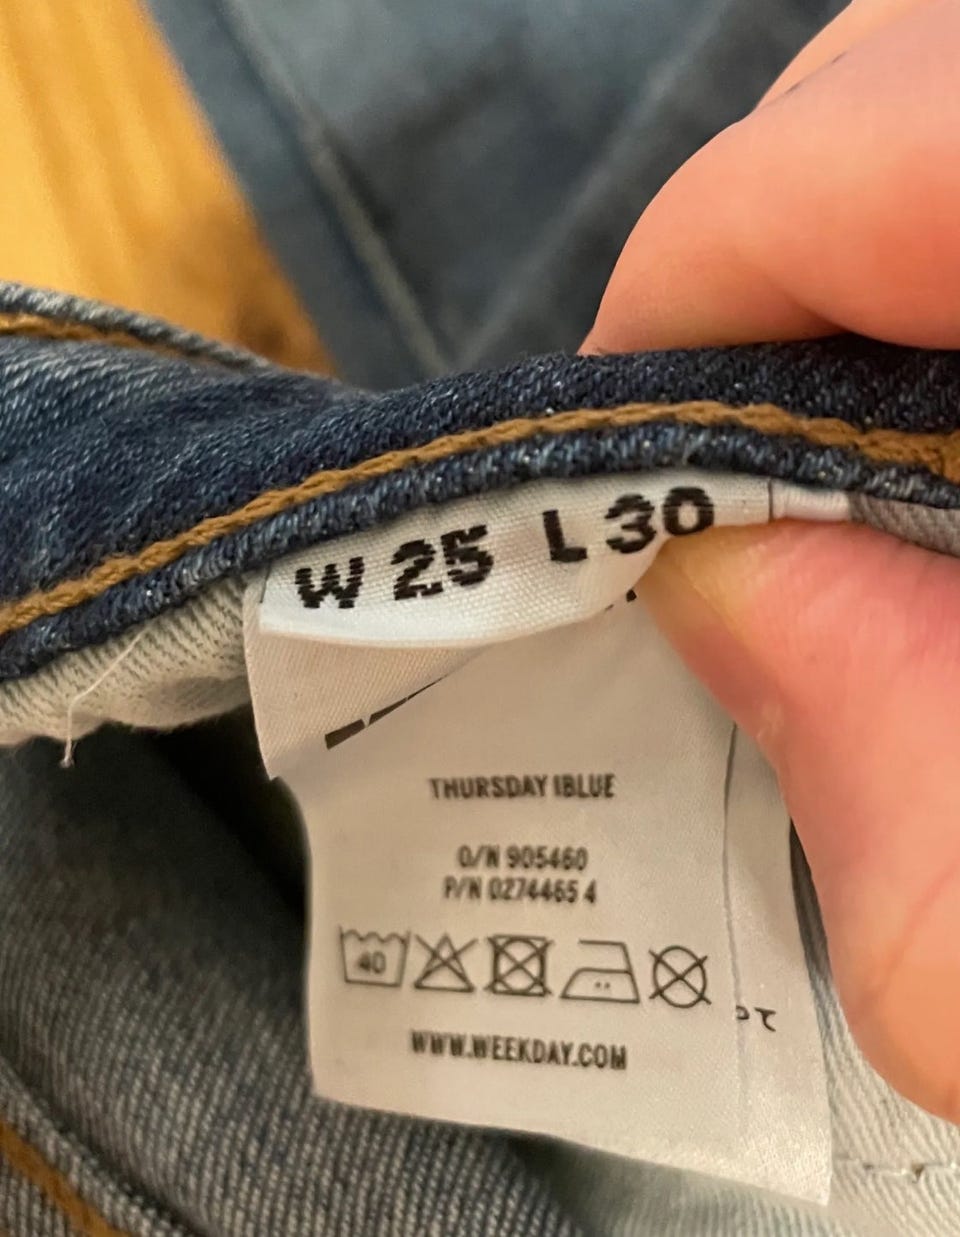 W 25 L 30
THURSDAY IBLUE
O/N 905460
P/N 0274465 4
40
WWW.WEEKDAY.COM